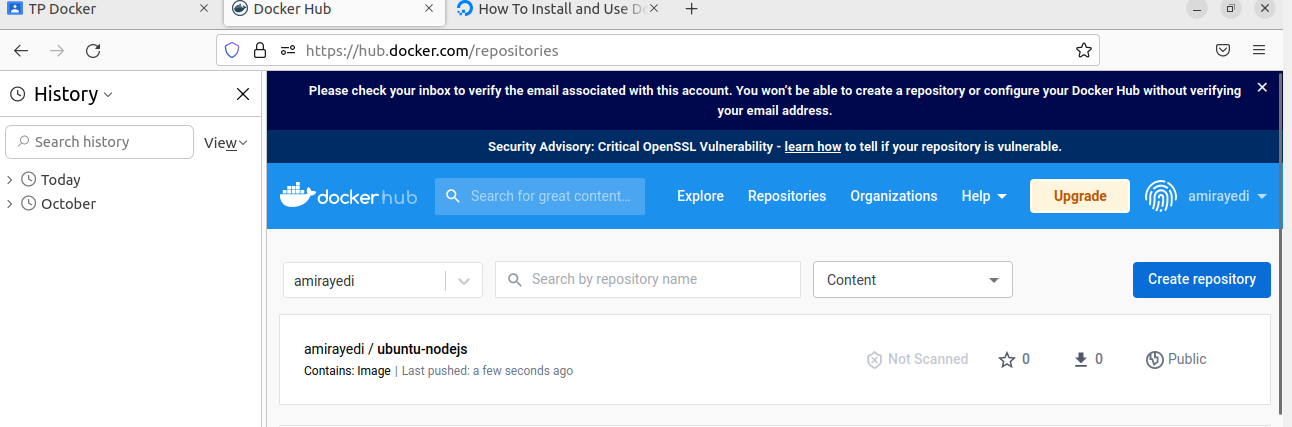 TP Docker
Docker Hub
How To Install and Use Do
https://hub.docker.com/repositories
History
Search history
View
Today
October
Please check your inbox to verify the email associated with this account. You won't be able to create a repository or configure your Docker Hub without verifying
your email address.
Security Advisory: Critical OpenSSL Vulnerability - learn how to tell if your repository is vulnerable.
dockerhub
Search for great content...
Explore
Repositories
Organizations
Help
Upgrade
amirayedi
amirayedi
Search by repository name
Content
Create repository
amirayedi / ubuntu-nodejs
Contains: Image | Last pushed: a few seconds ago
Not Scanned
0
0
Public